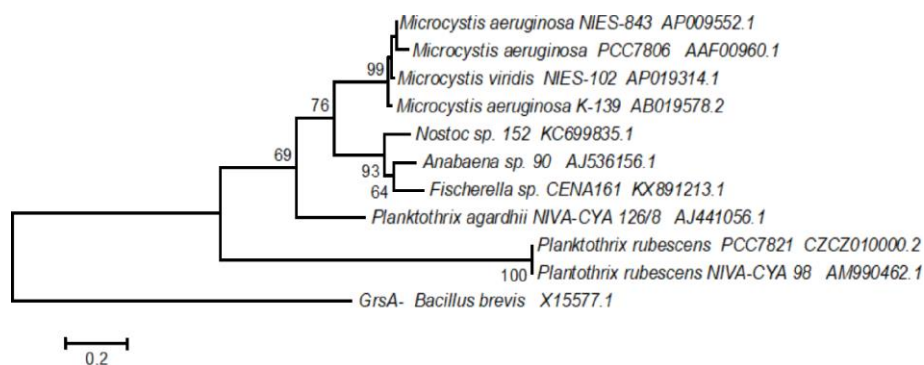 Microcystis aeruginosa NIES-843 AP009552.1
Microcystis aeruginosa PCC7806 AAF00960.1
99
Microcystis viridis NIES-102 AP019314.1
76
Microcystis aeruginosa K-139 AB019578.2
Nostoc sp. 152 KC699835.1
69
Anabaena sp. 90 AJ536156.1
93
64
Fischerella sp. CENA161 KX891213.1
Planktothrix agardhii NIVA-CYA 126/8 AJ441056.1
Planktothrix rubescens PCC7821 CZCZ010000.2
100
Plantothrix rubescens NIVA-CYA 98 AM990462.1
GrsA- Bacillus brevis X15577.1
0.2